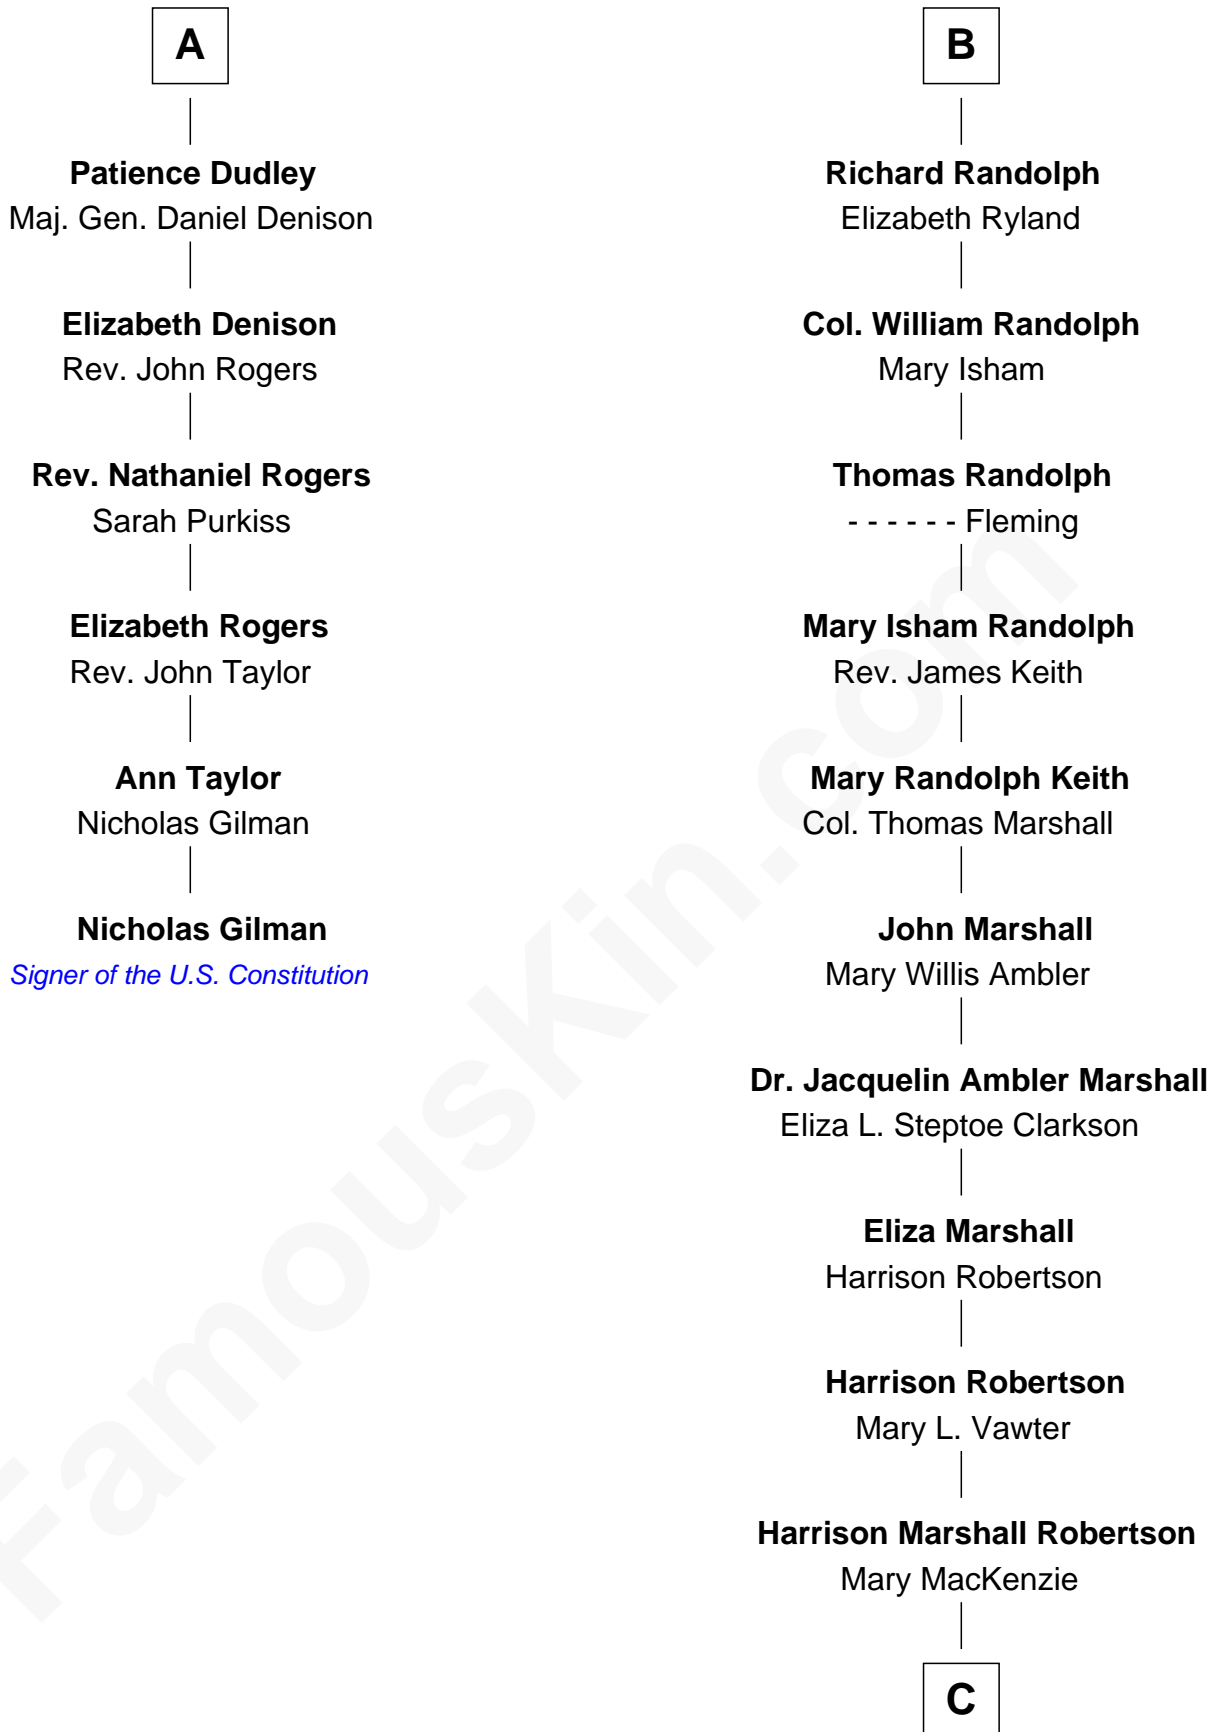 A
Patience Dudley
Maj. Gen. Daniel Denison
Elizabeth Denison
Rev. John Rogers
Rev. Nathaniel Rogers
Sarah Purkiss
Elizabeth Rogers
Rev. John Taylor
Ann Taylor
Nicholas Gilman
Nicholas Gilman
Signer of the U.S. Constitution
B
Richard Randolph
Elizabeth Ryland
Col. William Randolph
Mary Isham
Thomas Randolph
- - - - - - Fleming
Mary Isham Randolph
Rev. James Keith
Mary Randolph Keith
Col. Thomas Marshall
John Marshall
Mary Willis Ambler
Dr. Jacquelin Ambler Marshall
Eliza L. Steptoe Clarkson
Eliza Marshall
Harrison Robertson
Harrison Robertson
Mary L. Vawter
Harrison Marshall Robertson
Mary MacKenzie
C
FamousKin.com